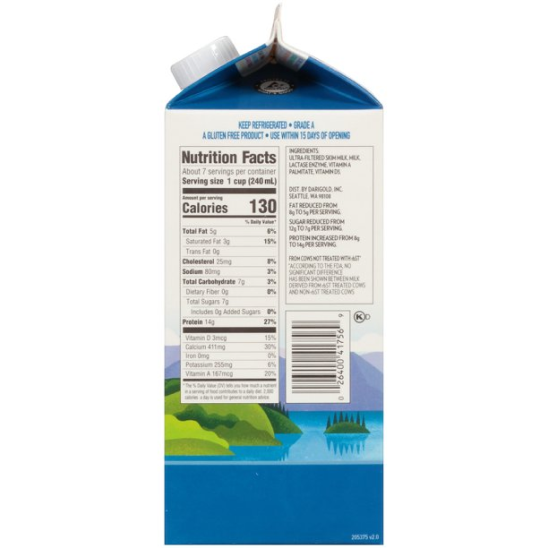 KEEP REFRIGERATED • GRADE A
A GLUTEN FREE PRODUCT • USE WITHIN 15 DAYS OF OPENING
Nutrition Facts
About 7 servings per container
Serving size 1 cup (240 mL)
Amount per serving
Calories 130
% Daily Value*
Total Fat 5g 6%
Saturated Fat 3g 15%
Trans Fat 0g
Cholesterol 25mg 8%
Sodium 80mg 3%
Total Carbohydrate 7g 3%
Dietary Fiber 0g 0%
Total Sugars 7g
Includes 0g Added Sugars 0%
Protein 14g 27%
Vitamin D 3mcg 15%
Calcium 411mg 30%
Iron 0mg 0%
Potassium 255mg 6%
Vitamin A 167mcg 20%
*The % Daily Value (DV) tells you how much a nutrient
in a serving of food contributes to a daily diet. 2,000
calories a day is used for general nutrition advice.
INGREDIENTS:
ULTRA-FILTERED SKIM MILK, MILK,
LACTASE ENZYME, VITAMIN A
PALMITATE, VITAMIN D3.
DIST. BY DARIGOLD, INC.
SEATTLE, WA 98108
FAT REDUCED FROM
8g TO 5g PER SERVING.
SUGAR REDUCED FROM
12g TO 7g PER SERVING.
PROTEIN INCREASED FROM 8g
TO 14g PER SERVING.
FROM COWS NOT TREATED WITH rbST*
*ACCORDING TO THE FDA, NO
SIGNIFICANT DIFFERENCE
HAS BEEN SHOWN BETWEEN MILK
DERIVED FROM rbST TREATED COWS
AND NON-rbST TREATED COWS
K D
0 26400 41756 9
285375 v2.0